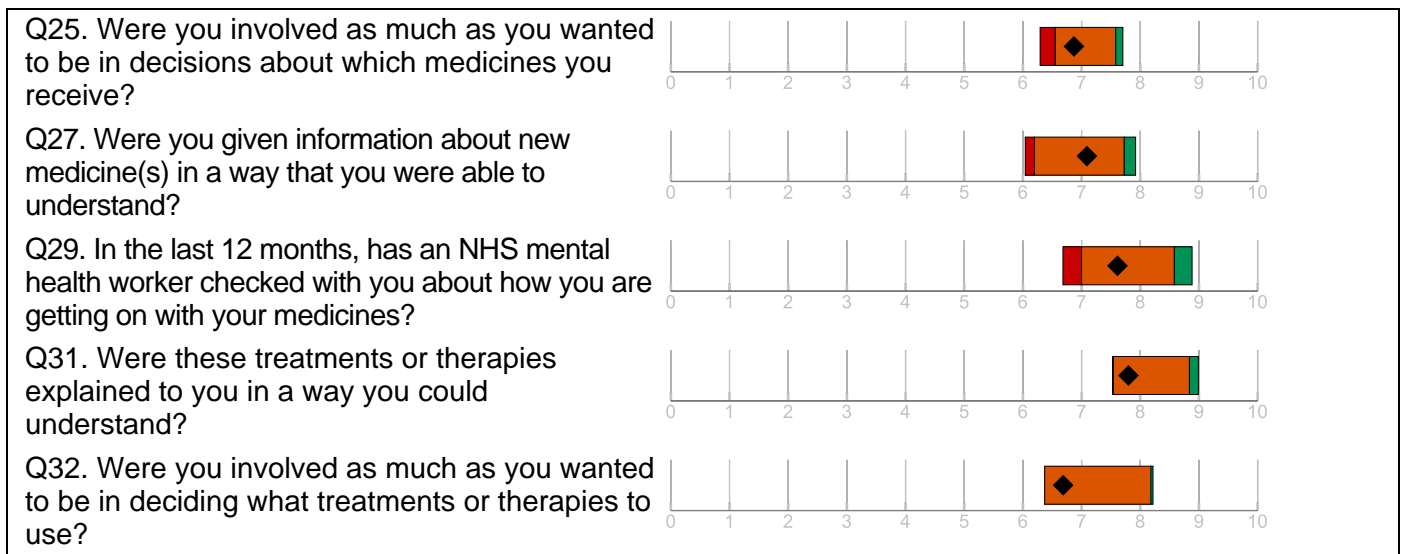 Q25. Were you involved as much as you wanted
to be in decisions about which medicines you
receive?
0 1 2 3 4 5 6 7 8 9 10
Q27. Were you given information about new
medicine(s) in a way that you were able to
understand?
0 1 2 3 4 5 6 7 8 9 10
Q29. In the last 12 months, has an NHS mental
health worker checked with you about how you are
getting on with your medicines?
0 1 2 3 4 5 6 7 8 9 10
Q31. Were these treatments or therapies
explained to you in a way you could
understand?
0 1 2 3 4 5 6 7 8 9 10
Q32. Were you involved as much as you wanted
to be in deciding what treatments or therapies to
use?
0 1 2 3 4 5 6 7 8 9 10